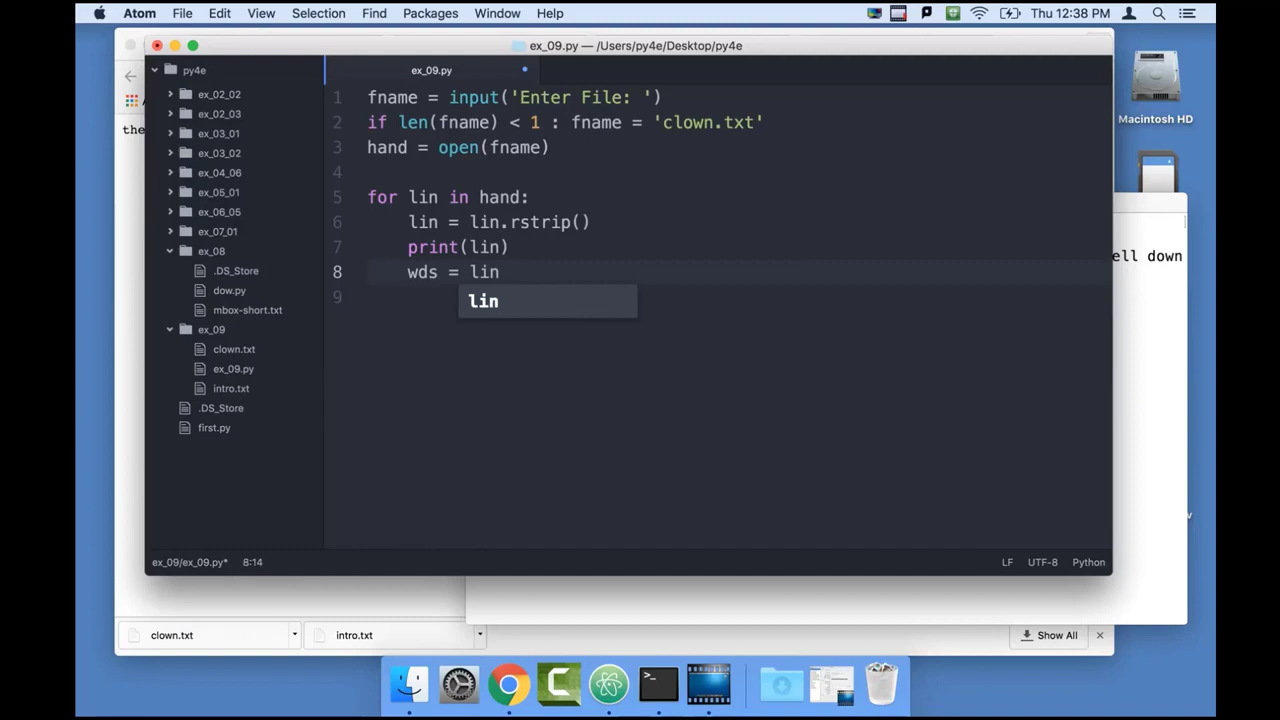 Atom File Edit View Selection Find Packages Window Help Thu 12:38 PM
ex_09.py — /Users/py4e/Desktop/py4e
py4e
ex_02_02
ex_02_03
ex_03_01
ex_03_02
ex_04_06
ex_05_01
ex_06_05
ex_07_01
ex_08
.DS_Store
dow.py
mbox-short.txt
ex_09
clown.txt
ex_09.py
intro.txt
.DS_Store
first.py
ex_09.py
1 fname = input('Enter File: ')
2 if len(fname) < 1 : fname = 'clown.txt'
3 hand = open(fname)
4
5 for lin in hand:
6 lin = lin.rstrip()
7 print(lin)
8 wds = lin
9
lin
ex_09/ex_09.py* 8:14 LF UTF-8 Python
the
ell down
Macintosh HD
clown.txt intro.txt Show All